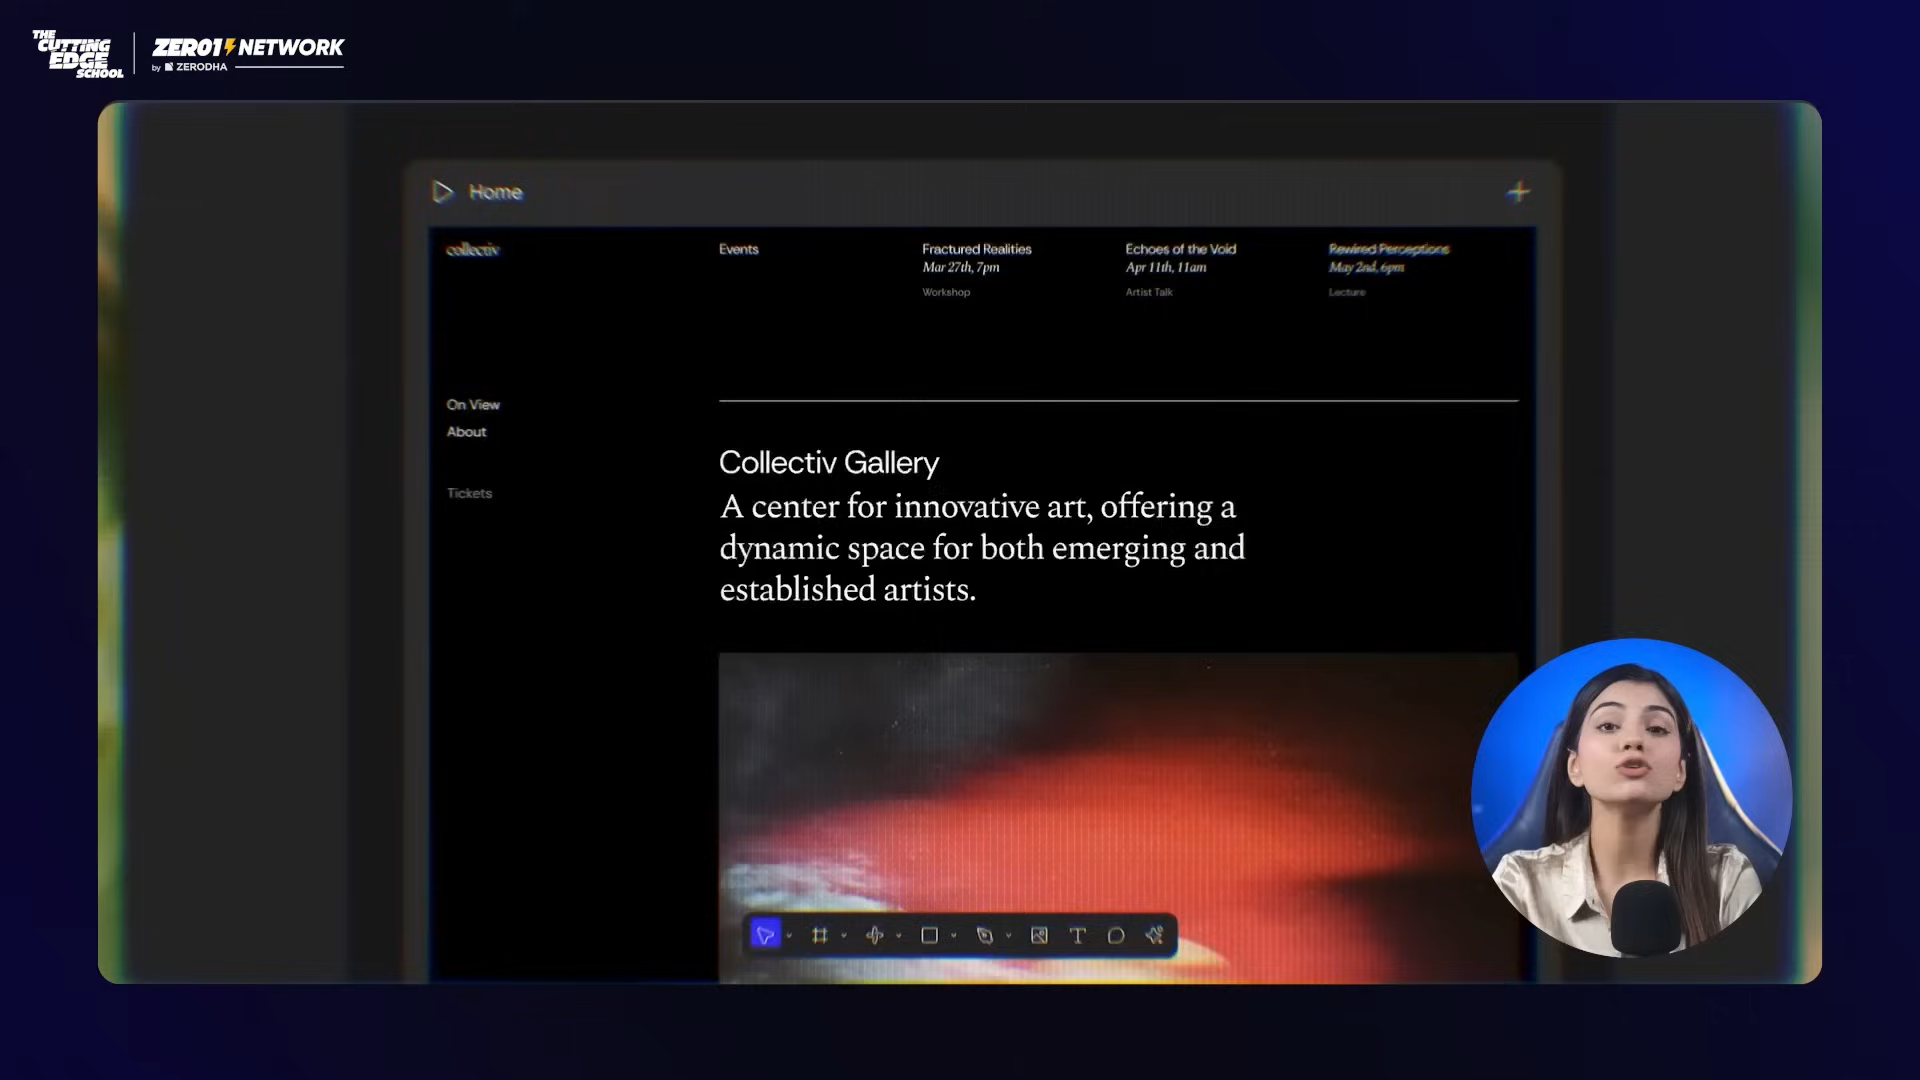 THE
CUTTING
EDGE
SCHOOL
ZERO1 NETWORK
by ZERODHA
Home
collectiv
Events
Fractured Realities
Mar 27th, 7pm
Workshop
Echoes of the Void
Apr 11th, 11am
Artist Talk
Rewired Perceptions
May 2nd, 6pm
Lecture
On View
About
Tickets
Collectiv Gallery
A center for innovative art, offering a
dynamic space for both emerging and
established artists.